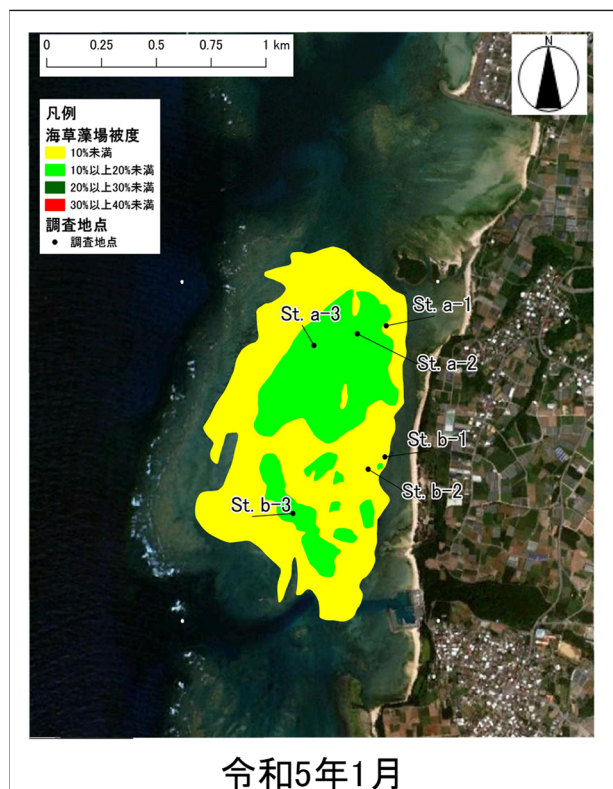 0 0.25 0.5 0.75 1 km
N
凡例
海草藻場被度
10%未満
10%以上20%未満
20%以上30%未満
30%以上40%未満
調査地点
調査地点
St. a-1
St. a-3
St. a-2
St. b-1
St. b-2
St. b-3
令和5年1月